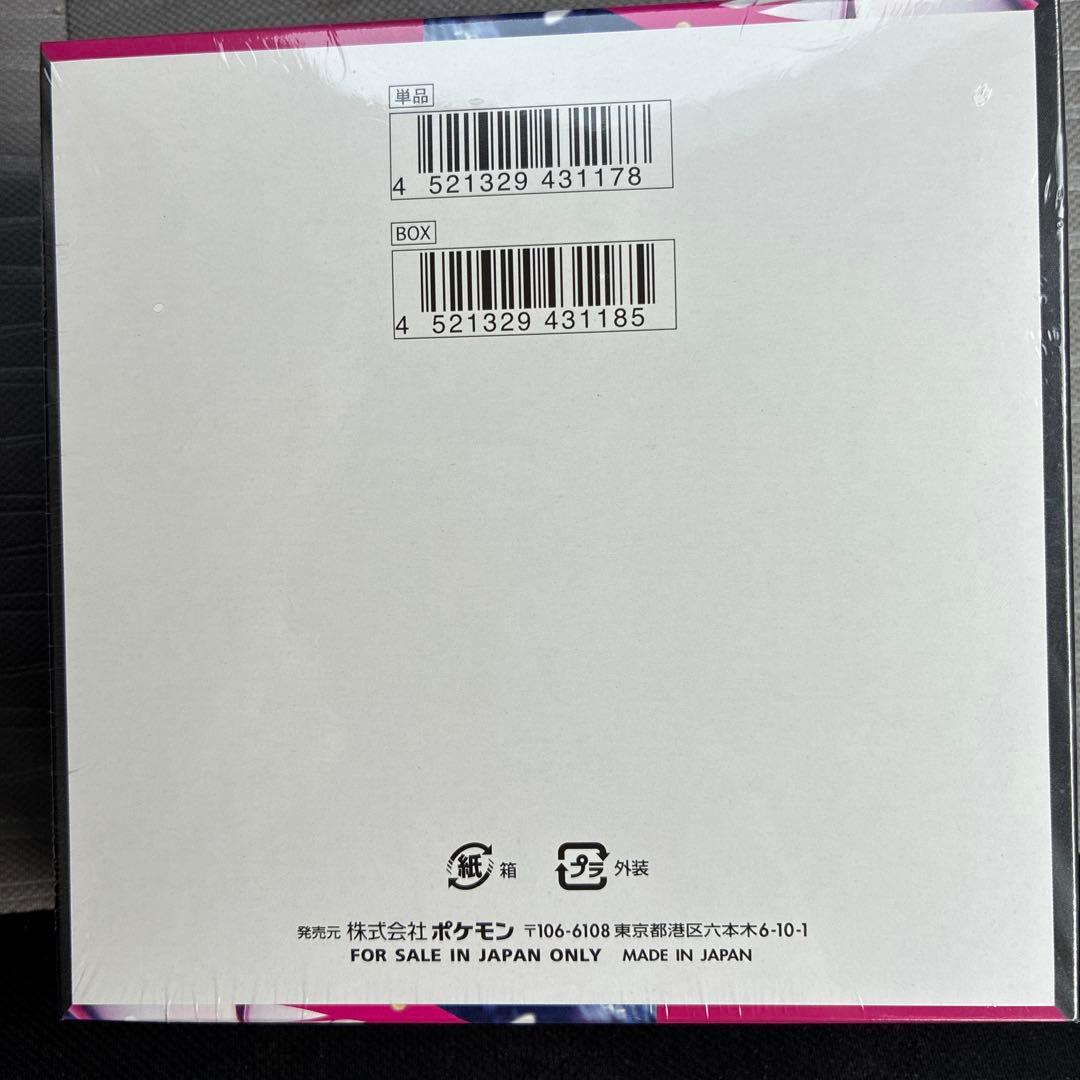 単品
4 521329 431178
BOX
4 521329 431185
紙 箱 プラ 外装
発売元 株式会社 ポケモン 〒106-6108 東京都港区六本木6-10-1
FOR SALE IN JAPAN ONLY MADE IN JAPAN